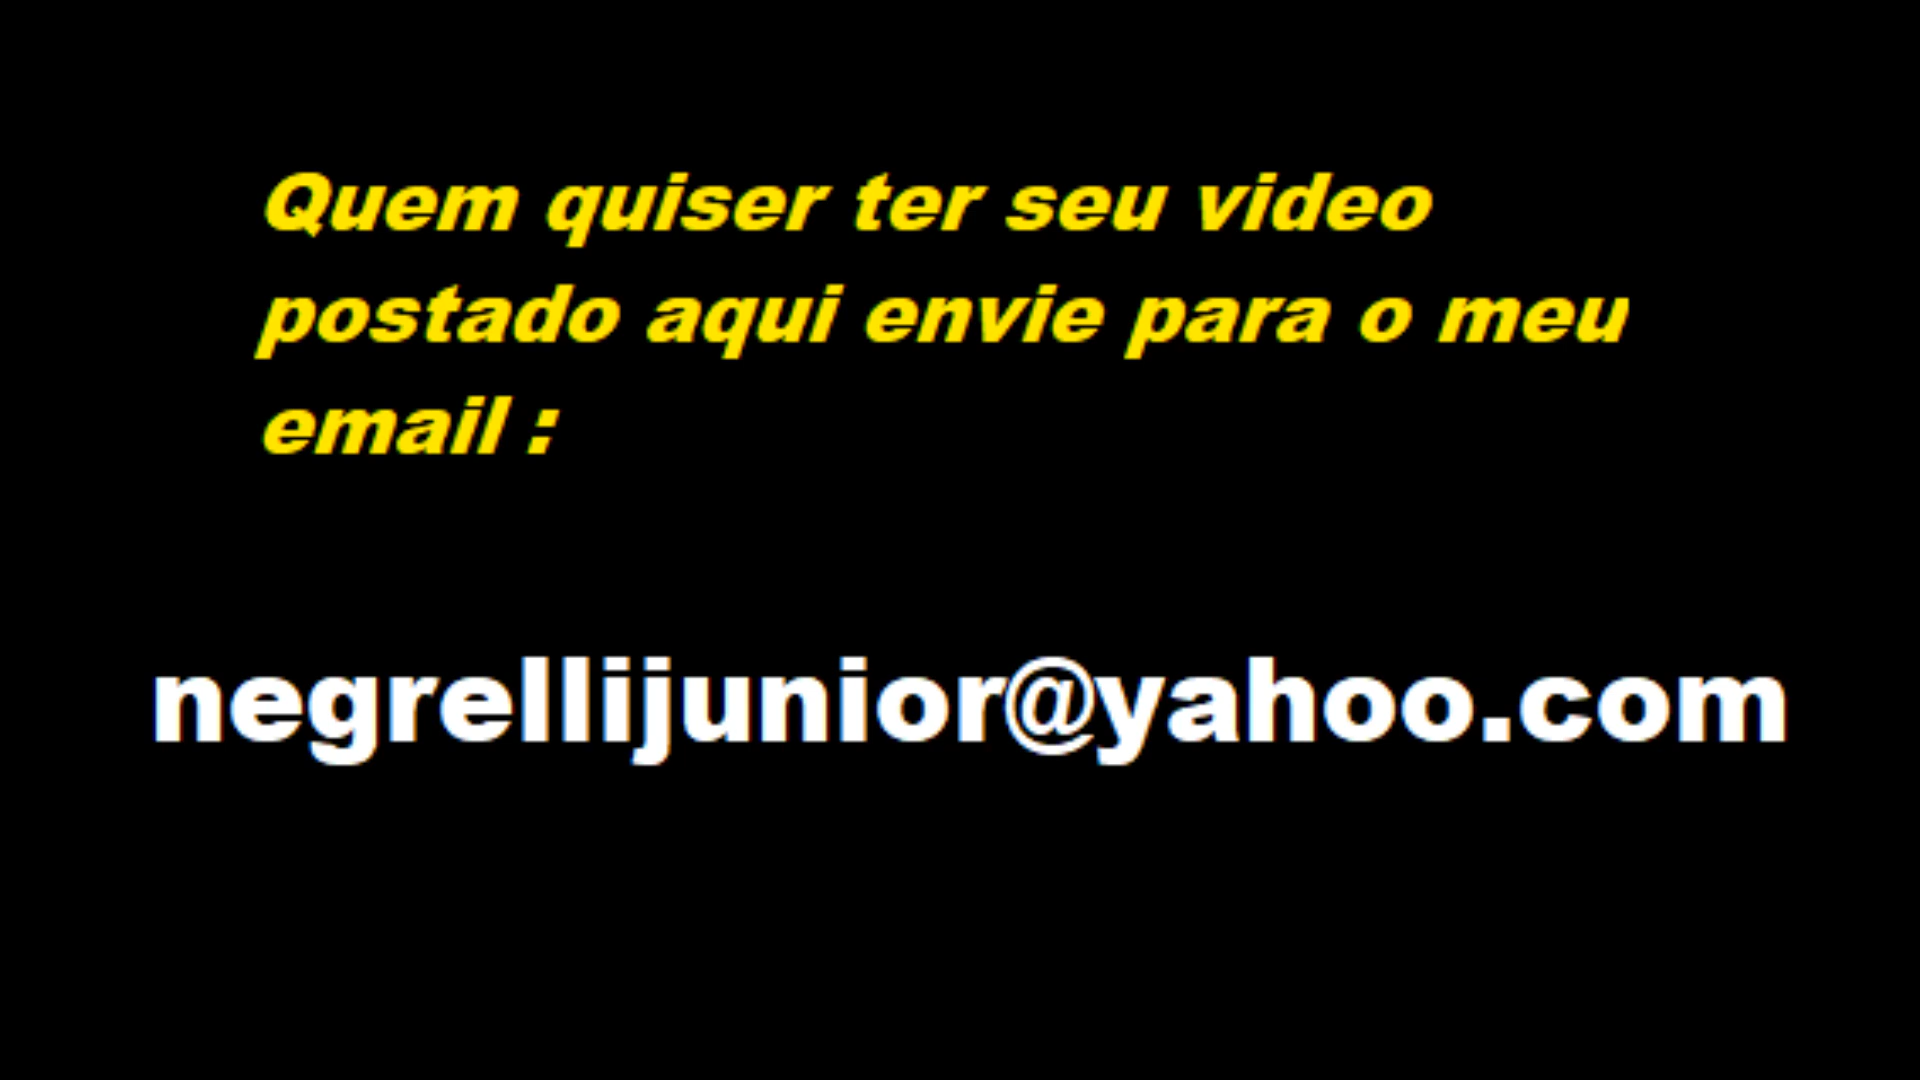 Quem quiser ter seu video
postado aqui envie para o meu
email :
negrellijunior@yahoo.com